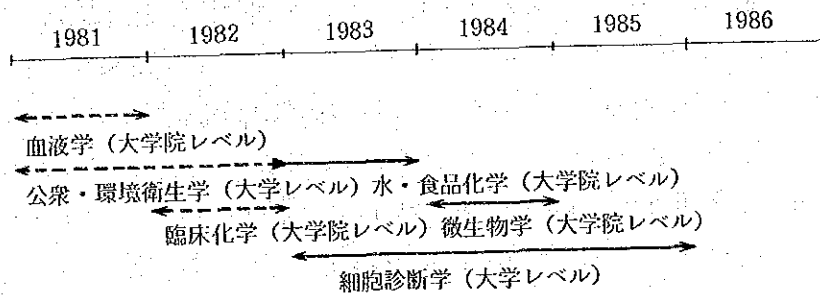 1981 1982 1983 1984 1985 1986
血液学(大学院レベル)
公衆・環境衛生学(大学レベル) 水・食品化学(大学院レベル)
臨床化学(大学院レベル) 微生物学(大学院レベル)
細胞診断学(大学レベル)